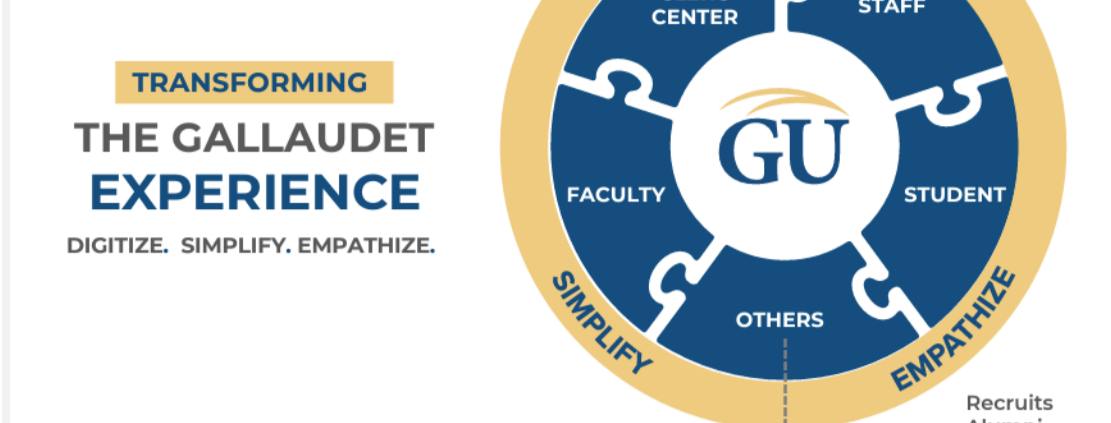 TRANSFORMING
THE GALLAUDET
EXPERIENCE
DIGITIZE. SIMPLIFY. EMPATHIZE.
CENTER
STAFF
GU
FACULTY
STUDENT
OTHERS
SIMPLIFY
EMPATHIZE
Recruits